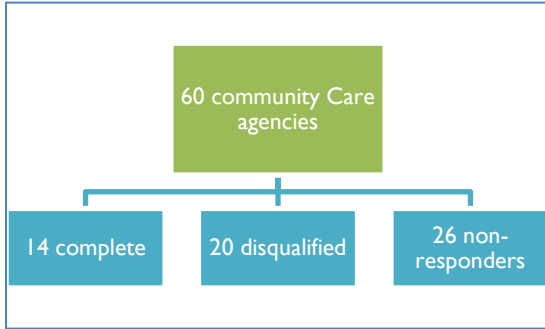 60 community Care
agencies
14 complete
20 disqualified
26 non-
responders